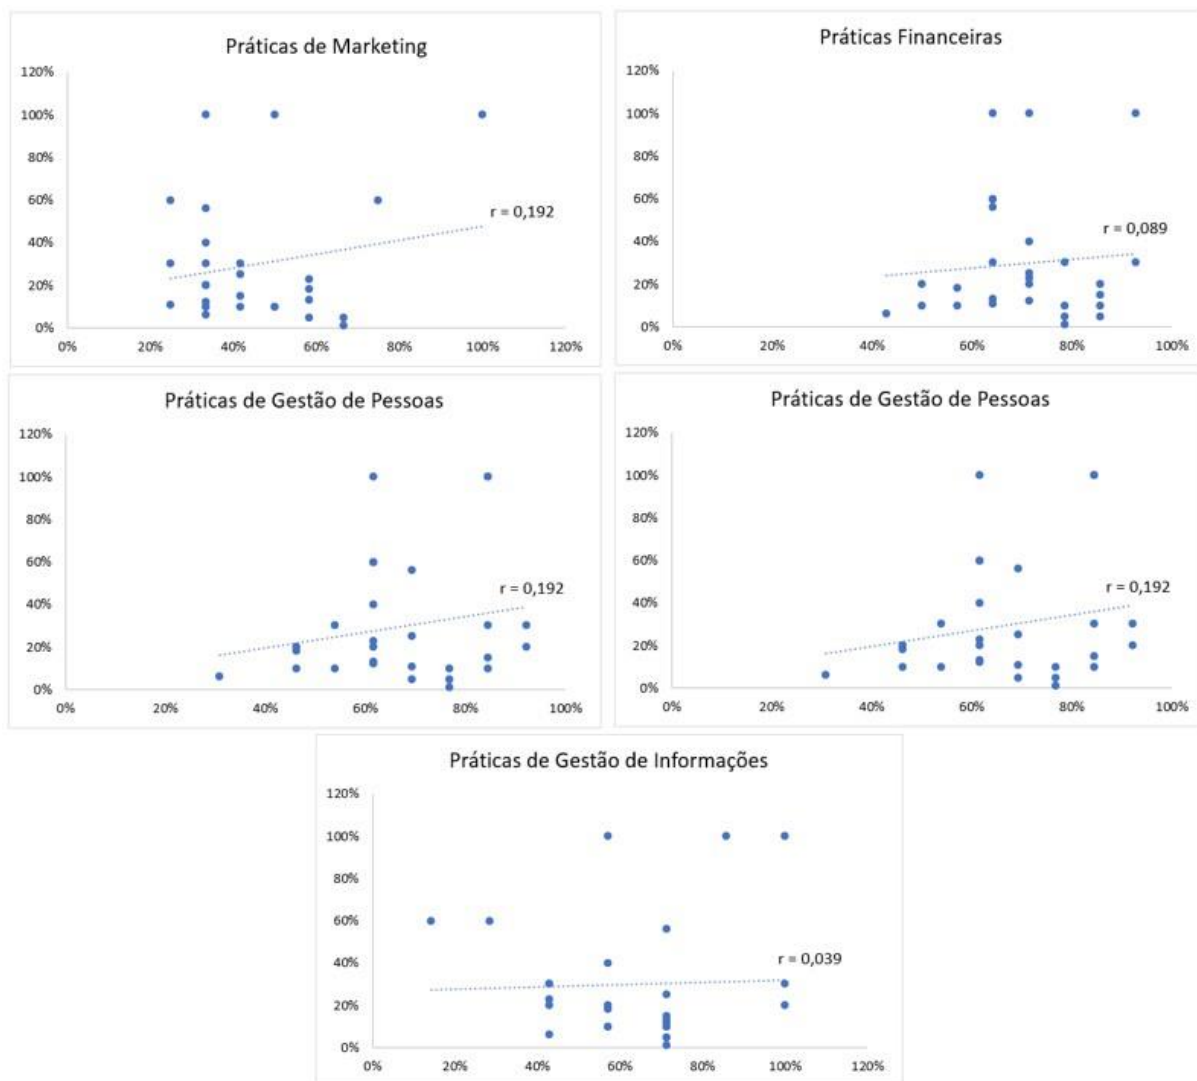 Práticas de Marketing
120%
100%
80%
60%
40%
20%
0%
r = 0,192
0% 20% 40% 60% 80% 100% 120%
Práticas Financeiras
120%
100%
80%
60%
40%
20%
0%
r = 0,089
0% 20% 40% 60% 80% 100%
Práticas de Gestão de Pessoas
120%
100%
80%
60%
40%
20%
0%
r = 0,192
0% 20% 40% 60% 80% 100%
Práticas de Gestão de Pessoas
120%
100%
80%
60%
40%
20%
0%
r = 0,192
0% 20% 40% 60% 80% 100%
Práticas de Gestão de Informações
120%
100%
80%
60%
40%
20%
0%
r = 0,039
0% 20% 40% 60% 80% 100% 120%